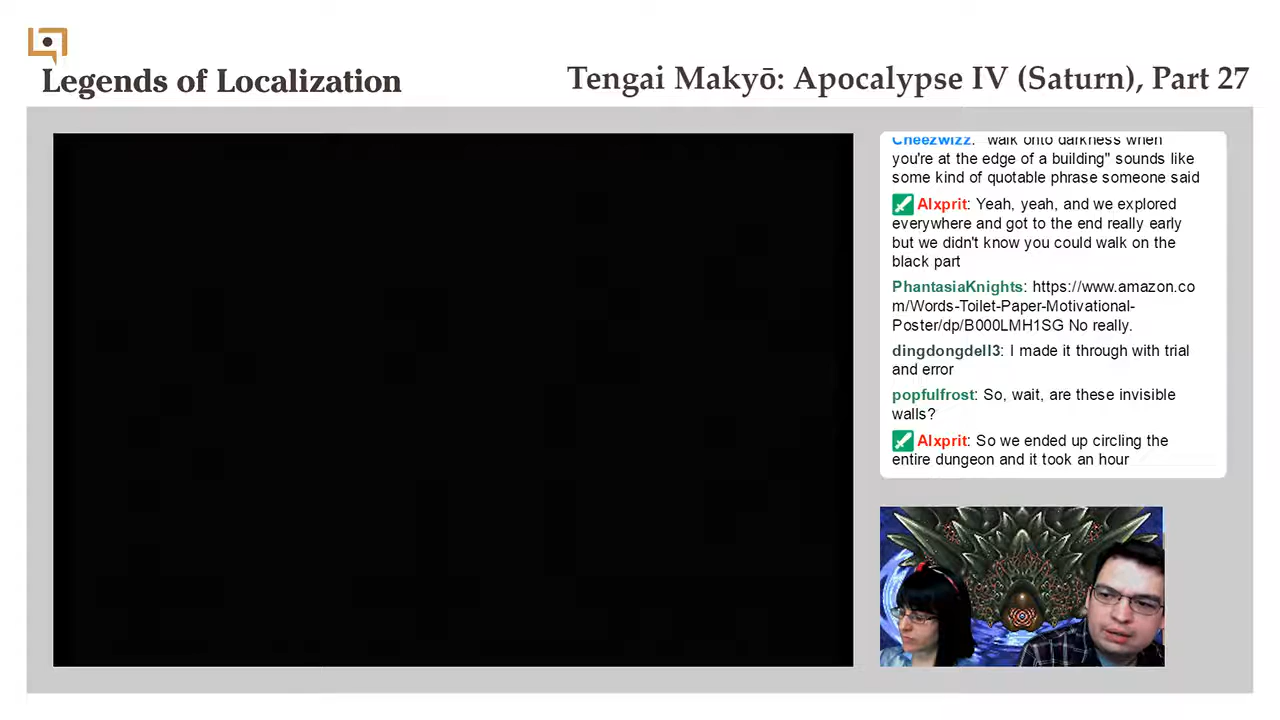 Legends of Localization
Tengai Makyō: Apocalypse IV (Saturn), Part 27
Cheezwizz: "walk onto darkness when
you're at the edge of a building" sounds like
some kind of quotable phrase someone said
Alxprit: Yeah, yeah, and we explored
everywhere and got to the end really early
but we didn't know you could walk on the
black part
PhantasiaKnights: https://www.amazon.co
m/Words-Toilet-Paper-Motivational-
Poster/dp/B000LMH1SG No really.
dingdongdell3: I made it through with trial
and error
popfulfrost: So, wait, are these invisible
walls?
Alxprit: So we ended up circling the
entire dungeon and it took an hour